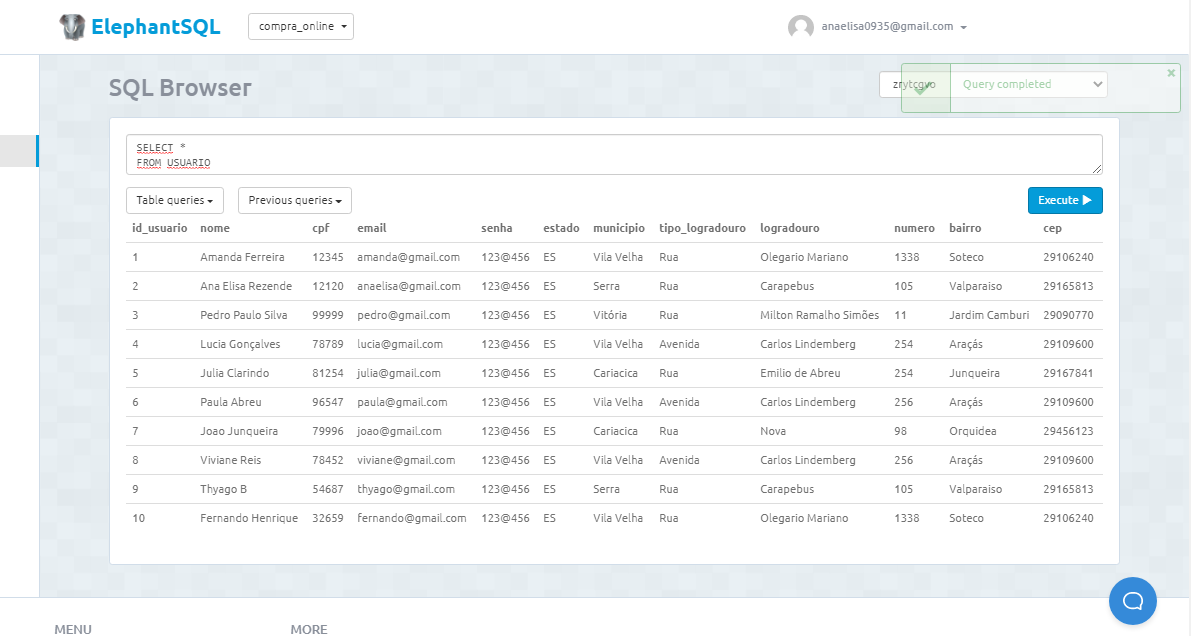 ElephantSQL compra_online anaelisa0935@gmail.com
SQL Browser zrytcqvo Query completed
SELECT *
FROM USUARIO
Table queries Previous queries Execute
id_usuario nome cpf email senha estado municipio tipo_logradouro logradouro numero bairro cep
1 Amanda Ferreira 12345 amanda@gmail.com 123@456 ES Vila Velha Rua Olegario Mariano 1338 Soteco 29106240
2 Ana Elisa Rezende 12120 anaelisa@gmail.com 123@456 ES Serra Rua Carapebus 105 Valparaiso 29165813
3 Pedro Paulo Silva 99999 pedro@gmail.com 123@456 ES Vitória Rua Milton Ramalho Simões 11 Jardim Camburi 29090770
4 Lucia Gonçalves 78789 lucia@gmail.com 123@456 ES Vila Velha Avenida Carlos Lindemberg 254 Araçás 29109600
5 Julia Clarindo 81254 julia@gmail.com 123@456 ES Cariacica Rua Emilio de Abreu 254 Junqueira 29167841
6 Paula Abreu 96547 paula@gmail.com 123@456 ES Vila Velha Avenida Carlos Lindemberg 256 Araçás 29109600
7 Joao Junqueira 79996 joao@gmail.com 123@456 ES Cariacica Rua Nova 98 Orquidea 29456123
8 Viviane Reis 78452 viviane@gmail.com 123@456 ES Vila Velha Avenida Carlos Lindemberg 256 Araçás 29109600
9 Thyago B 54687 thyago@gmail.com 123@456 ES Serra Rua Carapebus 105 Valparaiso 29165813
10 Fernando Henrique 32659 fernando@gmail.com 123@456 ES Vila Velha Rua Olegario Mariano 1338 Soteco 29106240
MENU MORE